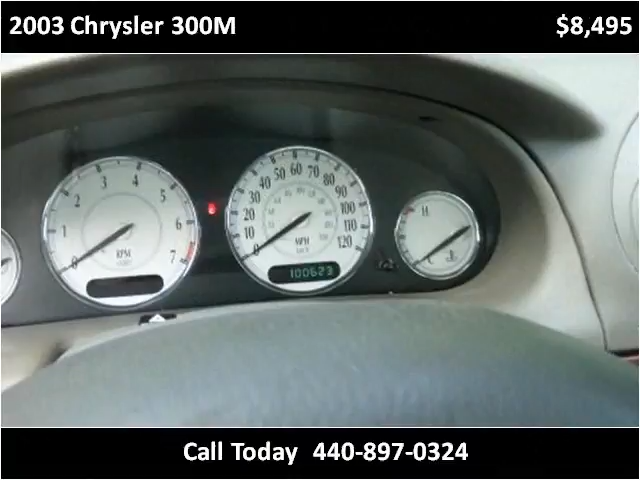 2003 Chrysler 300M $8,495
1 2 3 4 5 6 7
0
RPM
10 20 30 40 50 60 70 80 90 100 110 120
0
MPH
100623
H
C
Call Today 440-897-0324